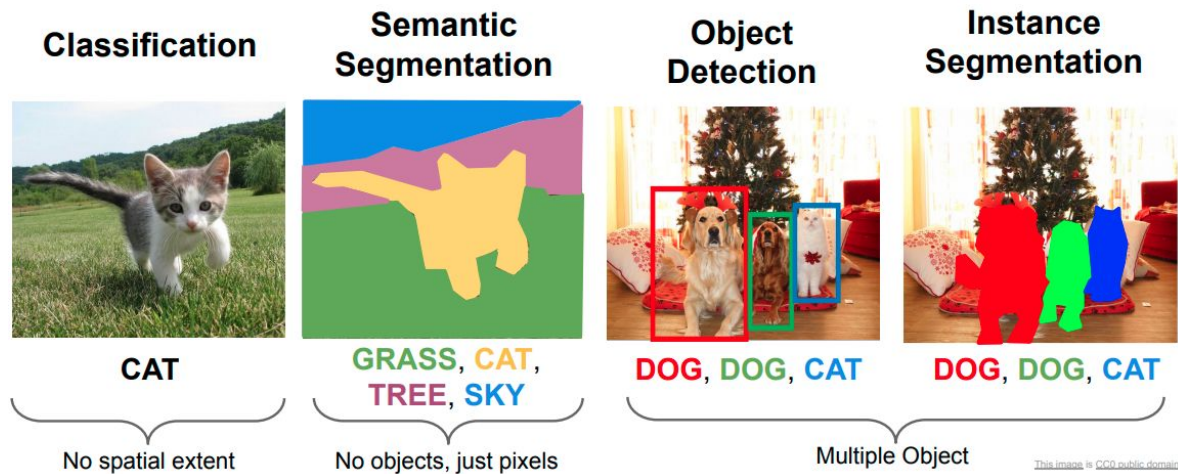 Classification
Semantic
Segmentation
Object
Detection
Instance
Segmentation
CAT
GRASS, CAT,
TREE, SKY
DOG, DOG, CAT
DOG, DOG, CAT
No spatial extent
No objects, just pixels
Multiple Object
This image is CC0 public domain